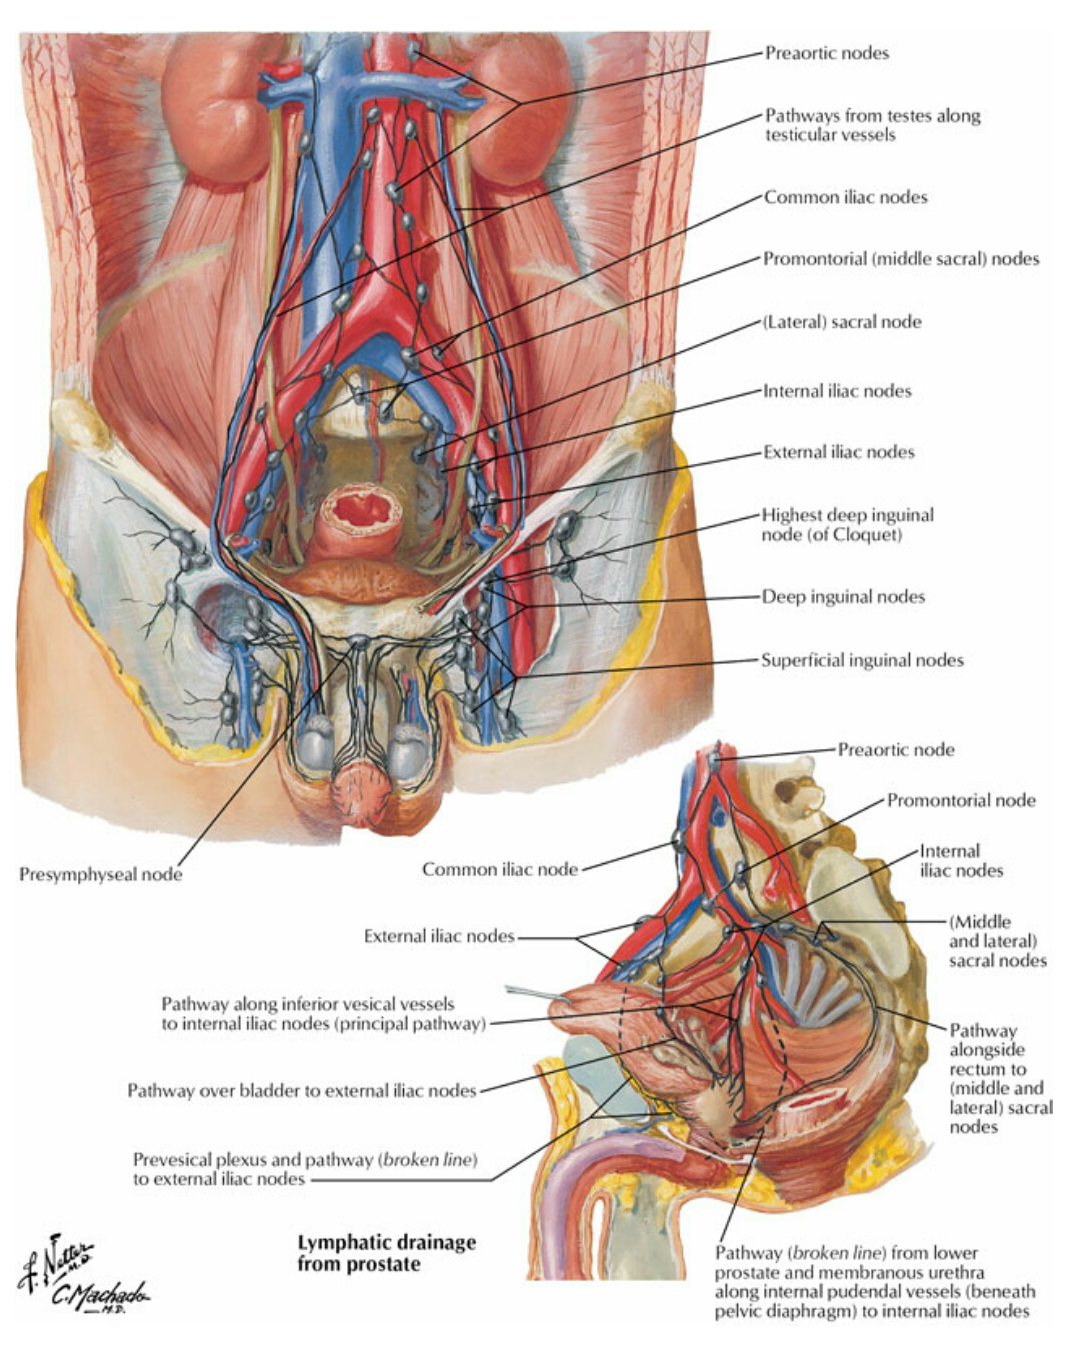 Preaortic nodes
Pathways from testes along
testicular vessels
Common iliac nodes
Promontorial (middle sacral) nodes
(Lateral) sacral node
Internal iliac nodes
External iliac nodes
Highest deep inguinal
node (of Cloquet)
Deep inguinal nodes
Superficial inguinal nodes
Presymphyseal node
Preaortic node
Promontorial node
Common iliac node
Internal
iliac nodes
External iliac nodes
(Middle
and lateral)
sacral nodes
Pathway along inferior vesical vessels
to internal iliac nodes (principal pathway)
Pathway
alongside
rectum to
(middle and
lateral) sacral
nodes
Pathway over bladder to external iliac nodes
Prevesical plexus and pathway (broken line)
to external iliac nodes
Lymphatic drainage
from prostate
Pathway (broken line) from lower
prostate and membranous urethra
along internal pudendal vessels (beneath
pelvic diaphragm) to internal iliac nodes
F. Netter
M.D.
C. Machado
M.D.